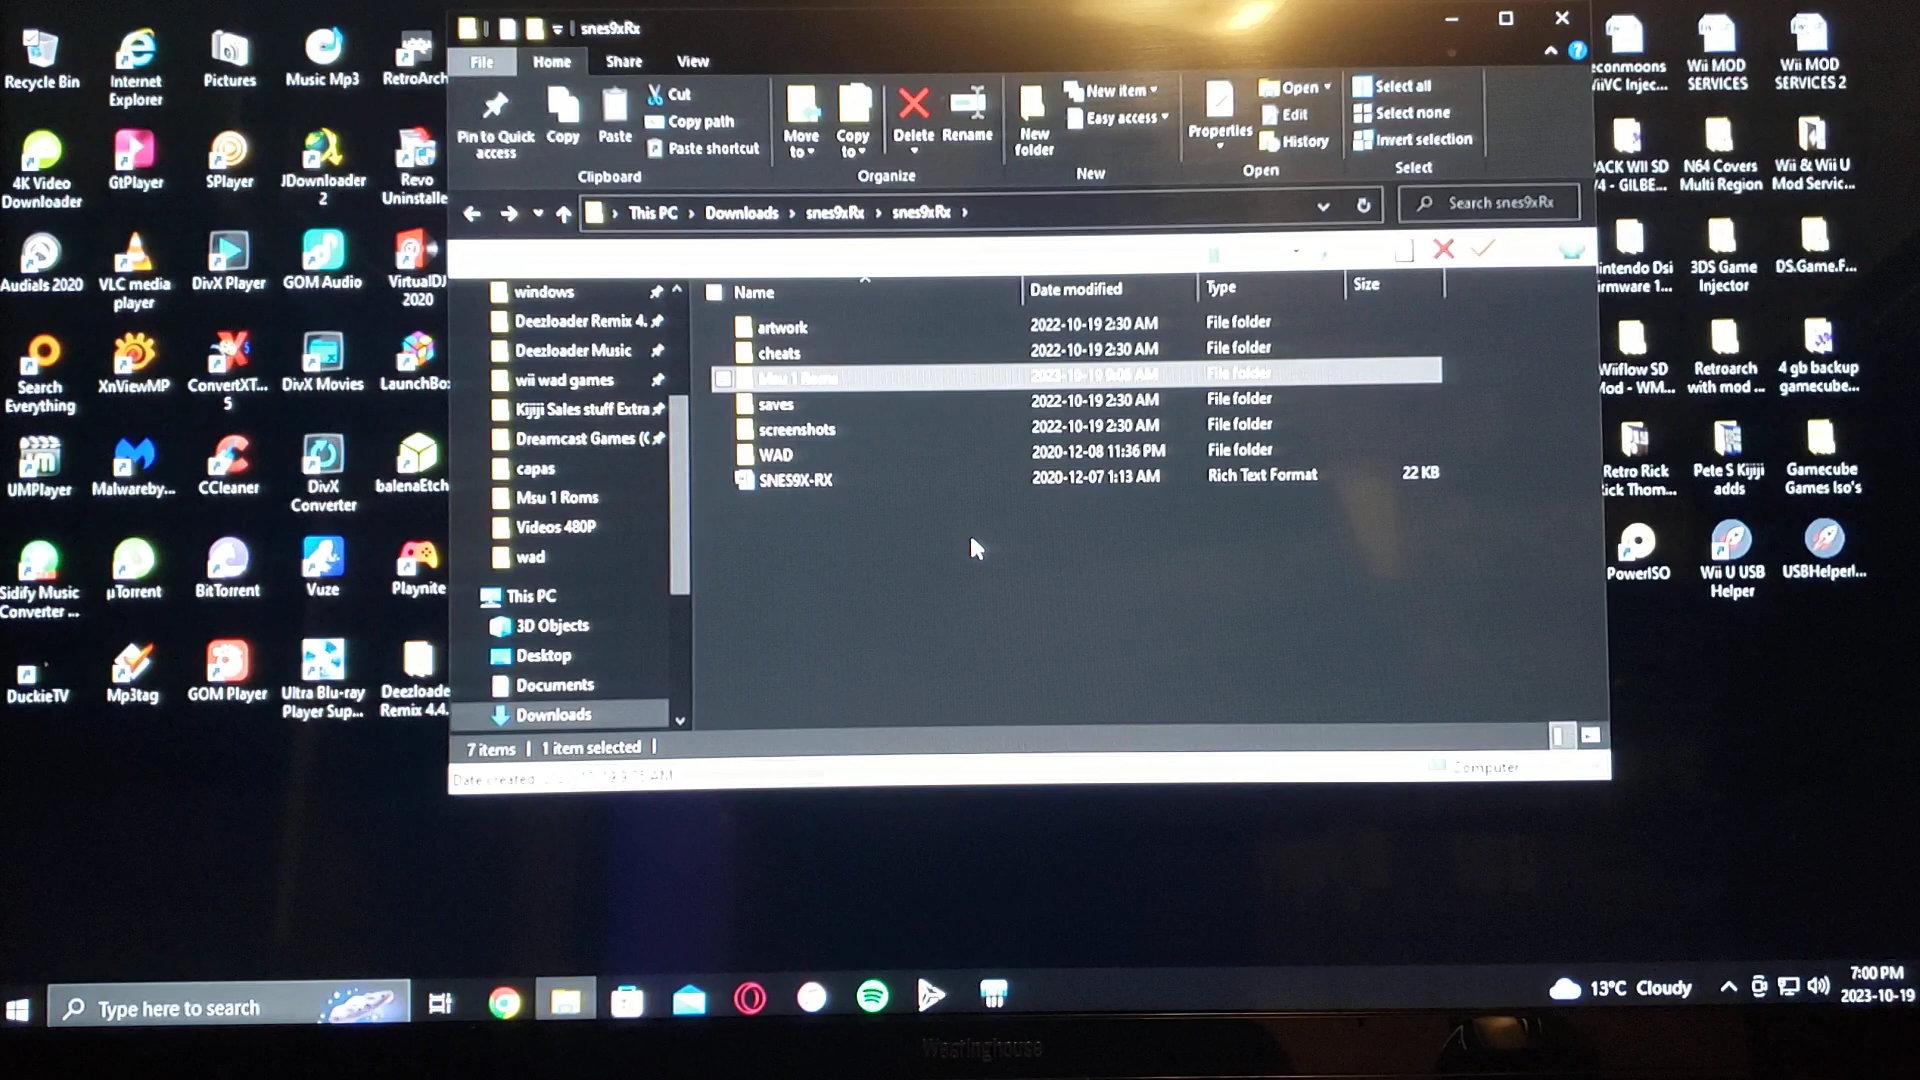 snes9xRx
File
Home
Share
View
Pin to Quick
access
Copy
Paste
Cut
Copy path
Paste shortcut
Clipboard
Move
to
Copy
to
Delete
Rename
Organize
New
folder
New item
Easy access
New
Properties
Open
Edit
History
Open
Select all
Select none
Invert selection
Select
This PC
Downloads
snes9xRx
snes9xRx
Search snes9xRx
Name
Date modified
Type
Size
artwork 2022-10-19 2:30 AM File folder
cheats 2022-10-19 2:30 AM File folder
Msu 1 Roms 2023-10-19 9:06 AM File folder
saves 2022-10-19 2:30 AM File folder
screenshots 2022-10-19 2:30 AM File folder
WAD 2020-12-08 11:36 PM File folder
SNES9X-RX 2020-12-07 1:13 AM Rich Text Format 22 KB
windows
Deezloader Remix 4.
Deezloader Music
wii wad games
Kijiji Sales stuff Extra
Dreamcast Games (
capas
Msu 1 Roms
Videos 480P
wad
This PC
3D Objects
Desktop
Documents
Downloads
7 items
1 item selected
Date created
Computer
Recycle Bin
Internet
Explorer
Pictures
Music Mp3
RetroArch
4K Video
Downloader
GtPlayer
SPlayer
JDownloader
2
Revo
Uninstalle
Audials 2020
VLC media
player
DivX Player
GOM Audio
VirtualDJ
2020
Search
Everything
XnViewMP
ConvertXT...
5
DivX Movies
LaunchBo
UMPlayer
Malwareby...
CCleaner
DivX
Converter
balenaEtch
Sidify Music
Converter ...
µTorrent
BitTorrent
Vuze
Playnite
DuckieTV
Mp3tag
GOM Player
Ultra Blu-ray
Player Sup...
Deezloade
Remix 4.4.
econmoons
Injec...
Wii MOD
SERVICES
Wii MOD
SERVICES 2
PACK WII SD
- GILBE...
N64 Covers
Multi Region
Wii & Wii U
Mod Servic...
intendo Dsi
irmware 1...
3DS Game
Injector
DS.Game.F...
Wiiflow SD
Mod - WM...
Retroarch
with mod ...
4 gb backup
gamecube...
Retro Rick
ick Thom...
Pete S Kijiji
adds
Gamecube
Games Iso's
PowerISO
Wii U USB
Helper
USBHelperI...
Type here to search
13°C Cloudy
7:00 PM
2023-10-19
Westinghouse